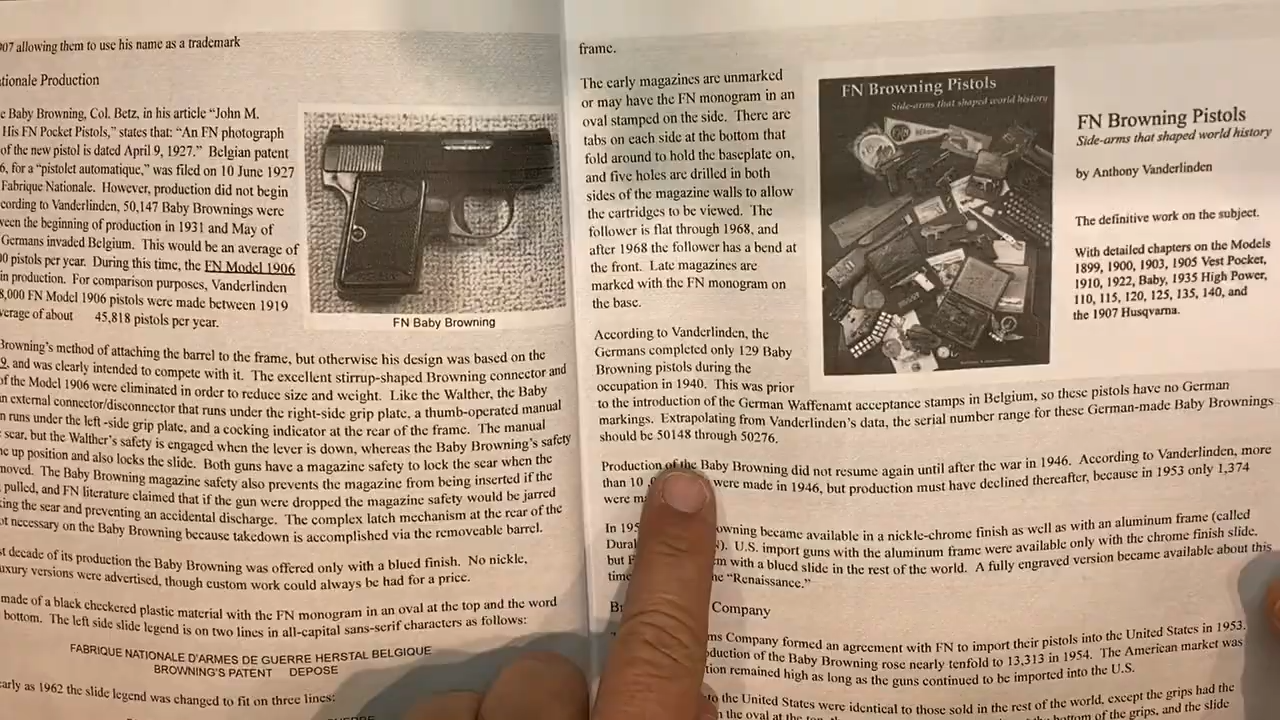 07 allowing them to use his name as a trademark
tionale Production
e Baby Browning, Col. Betz, in his article “John M.
His FN Pocket Pistols,” states that: “An FN photograph
of the new pistol is dated April 9, 1927.” Belgian patent
6, for a “pistolet automatique,” was filed on 10 June 1927
Fabrique Nationale. However, production did not begin
cording to Vanderlinden, 50,147 Baby Brownings were
ween the beginning of production in 1931 and May of
Germans invaded Belgium. This would be an average of
0 pistols per year. During this time, the FN Model 1906
in production. For comparison purposes, Vanderlinden
8,000 FN Model 1906 pistols were made between 1919
verage of about 45,818 pistols per year.
FN Baby Browning
Browning’s method of attaching the barrel to the frame, but otherwise his design was based on the
9, and was clearly intended to compete with it. The excellent stirrup-shaped Browning connector and
of the Model 1906 were eliminated in order to reduce size and weight. Like the Walther, the Baby
an external connector/disconnector that runs under the right-side grip plate, a thumb-operated manual
n runs under the left-side grip plate, and a cocking indicator at the rear of the frame. The manual
sear, but the Walther’s safety is engaged when the lever is down, whereas the Baby Browning’s safety
he up position and also locks the slide. Both guns have a magazine safety to lock the sear when the
moved. The Baby Browning magazine safety also prevents the magazine from being inserted if the
pulled, and FN literature claimed that if the gun were dropped the magazine safety would be jarred
king the sear and preventing an accidental discharge. The complex latch mechanism at the rear of the
ot necessary on the Baby Browning because takedown is accomplished via the removeable barrel.
st decade of its production the Baby Browning was offered only with a blued finish. No nickle,
uxury versions were advertised, though custom work could always be had for a price.
made of a black checkered plastic material with the FN monogram in an oval at the top and the word
bottom. The left side slide legend is on two lines in all-capital sans-serif characters as follows:
FABRIQUE NATIONALE D’ARMES DE GUERRE HERSTAL BELGIQUE
BROWNING’S PATENT DEPOSE
early as 1962 the slide legend was changed to fit on three lines:
frame.
The early magazines are unmarked
or may have the FN monogram in an
oval stamped on the side. There are
tabs on each side at the bottom that
fold around to hold the baseplate on,
and five holes are drilled in both
sides of the magazine walls to allow
the cartridges to be viewed. The
follower is flat through 1968, and
after 1968 the follower has a bend at
the front. Late magazines are
marked with the FN monogram on
the base.
FN Browning Pistols
Side-arms that shaped world history
FN Browning Pistols
Side-arms that shaped world history
by Anthony Vanderlinden
The definitive work on the subject.
With detailed chapters on the Models
1899, 1900, 1903, 1905 Vest Pocket,
1910, 1922, Baby, 1935 High Power,
110, 115, 120, 125, 135, 140, and
the 1907 Husqvarna.
According to Vanderlinden, the
Germans completed only 129 Baby
Browning pistols during the
occupation in 1940. This was prior
to the introduction of the German Waffenamt acceptance stamps in Belgium, so these pistols have no German
markings. Extrapolating from Vanderlinden’s data, the serial number range for these German-made Baby Brownings
should be 50148 through 50276.
Production of the Baby Browning did not resume again until after the war in 1946. According to Vanderlinden, more
than 10 were made in 1946, but production must have declined thereafter, because in 1953 only 1,374
were m
In 195 owning became available in a nickle-chrome finish as well as with an aluminum frame (called
Dural N). U.S. import guns with the aluminum frame were available only with the chrome finish slide.
but F m with a blued slide in the rest of the world. A fully engraved version became available about this
time ne “Renaissance.”
Br Company
ms Company formed an agreement with FN to import their pistols into the United States in 1953.
oduction of the Baby Browning rose nearly tenfold to 13,313 in 1954. The American market was
tion remained high as long as the guns continued to be imported into the U.S.
to the United States were identical to those sold in the rest of the world, except the grips had the
n the oval at the bottom of the grips, and the slide